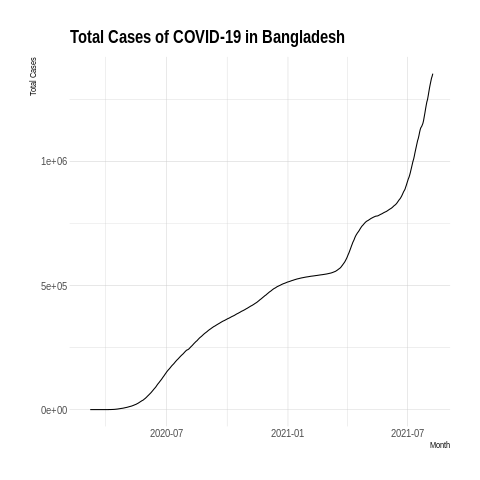 Total Cases of COVID-19 in Bangladesh
Total Cases
1e+06
5e+05
0e+00
2020-07 2021-01 2021-07
Month